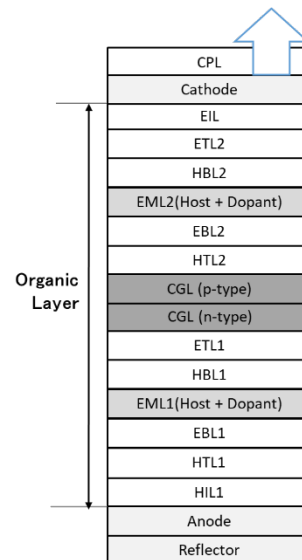 CPL
Cathode
EIL
ETL2
HBL2
EML2(Host + Dopant)
EBL2
HTL2
Organic
Layer
CGL (p-type)
CGL (n-type)
ETL1
HBL1
EML1(Host + Dopant)
EBL1
HTL1
HIL1
Anode
Reflector